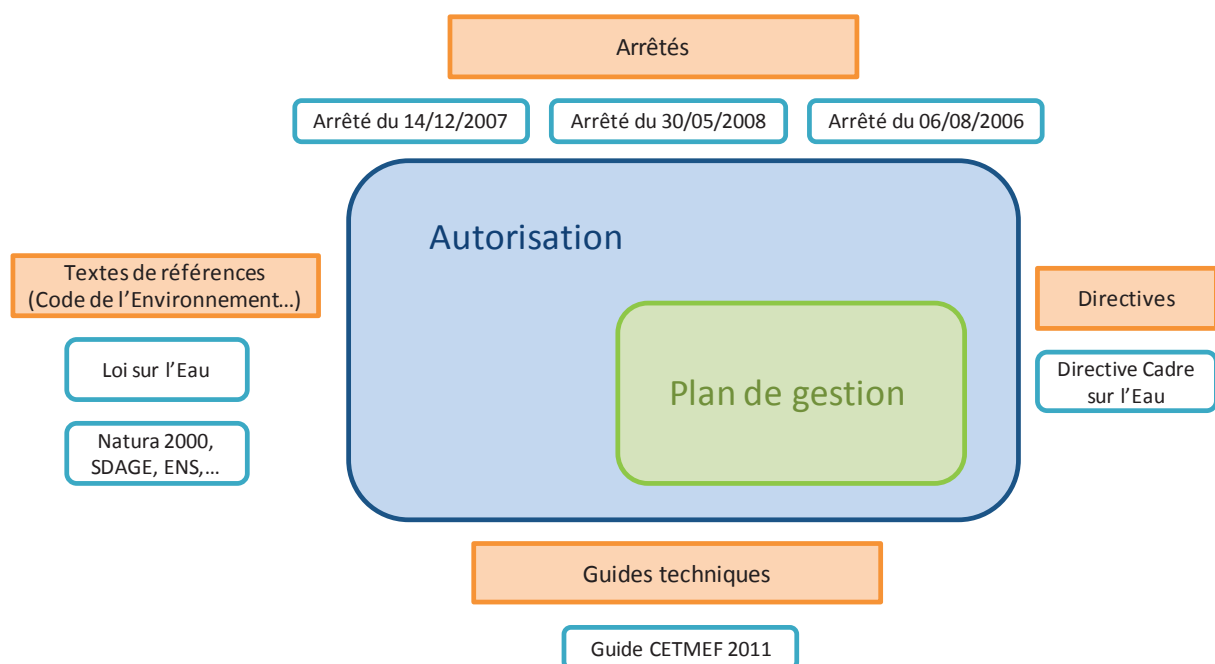 Arrêtés
Arrêté du 14/12/2007
Arrêté du 30/05/2008
Arrêté du 06/08/2006
Autorisation
Textes de références
(Code de l’Environnement…)
Loi sur l’Eau
Natura 2000,
SDAGE, ENS,…
Plan de gestion
Directives
Directive Cadre
sur l’Eau
Guides techniques
Guide CETMEF 2011